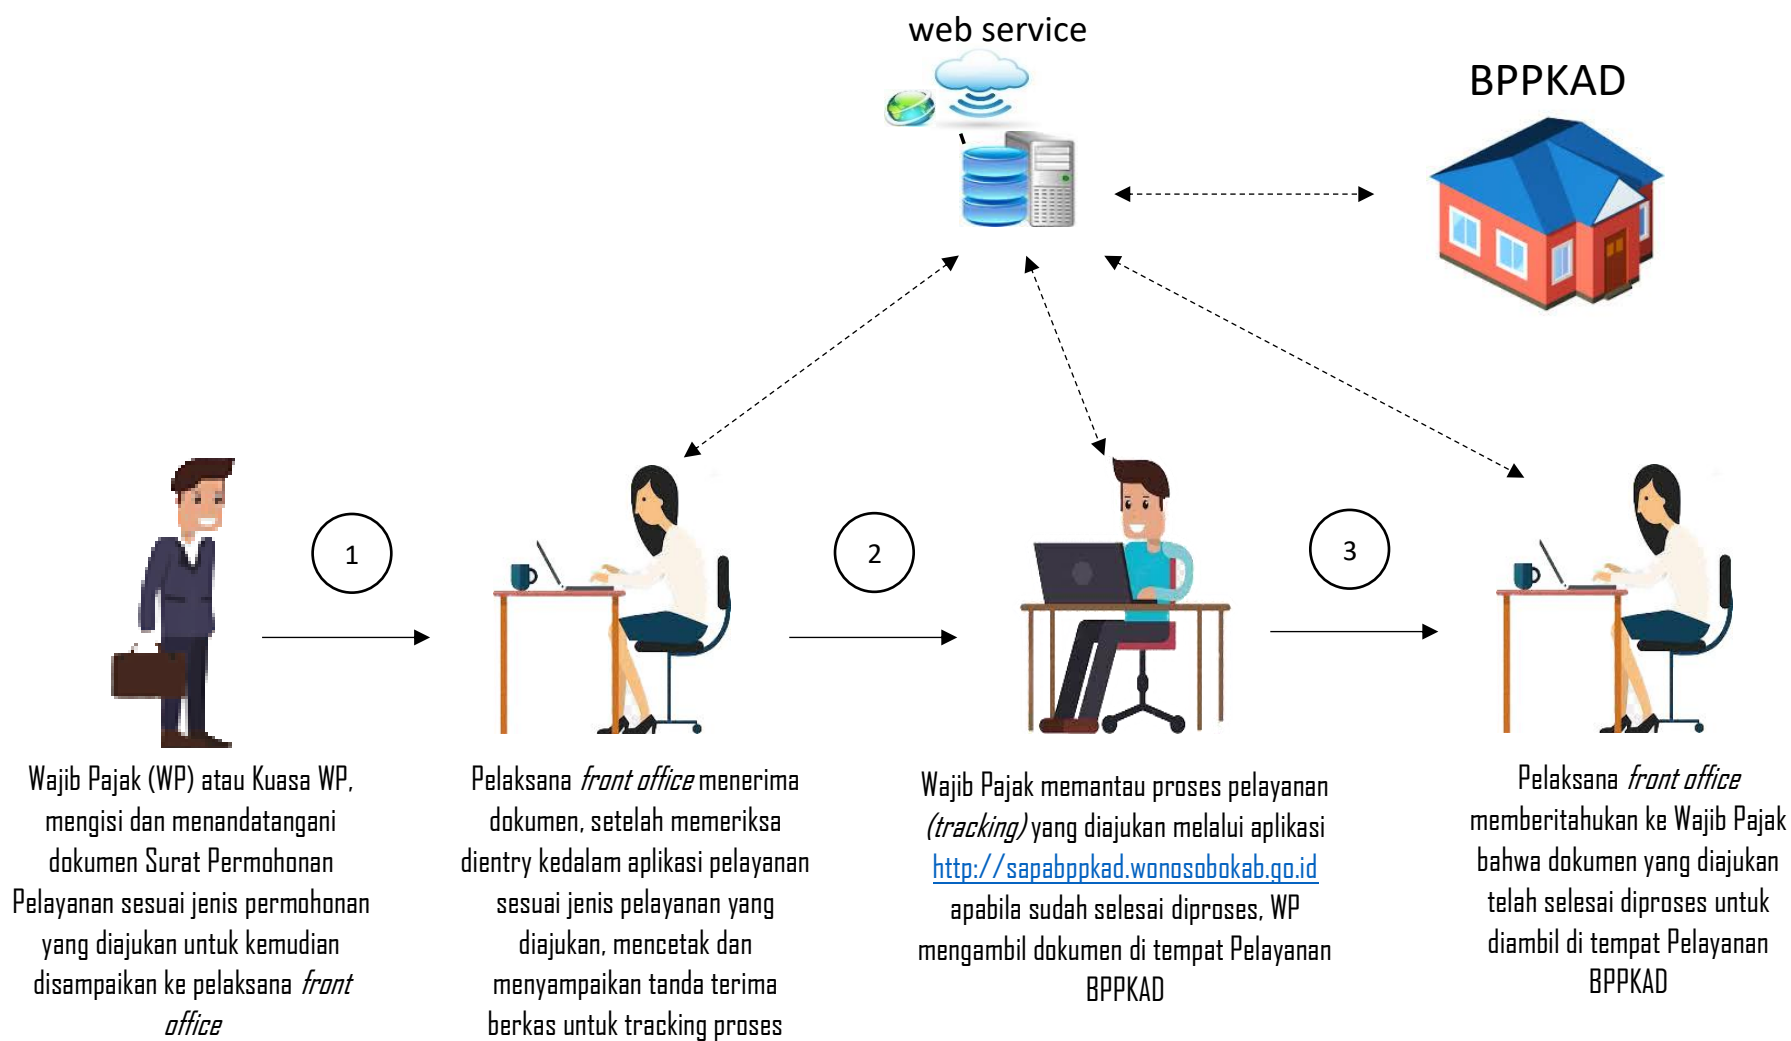 web service
BPPKAD
1
2
3
Wajib Pajak (WP) atau Kuasa WP,
mengisi dan menandatangani
dokumen Surat Permohonan
Pelayanan sesuai jenis permohonan
yang diajukan untuk kemudian
disampaikan ke pelaksana front
office
Pelaksana front office menerima
dokumen, setelah memeriksa
dientry kedalam aplikasi pelayanan
sesuai jenis pelayanan yang
diajukan, mencetak dan
menyampaikan tanda terima
berkas untuk tracking proses
Wajib Pajak memantau proses pelayanan
(tracking) yang diajukan melalui aplikasi
http://sapabppkad.wonosobokab.go.id
apabila sudah selesai diproses, WP
mengambil dokumen di tempat Pelayanan
BPPKAD
Pelaksana front office
memberitahukan ke Wajib Pajak
bahwa dokumen yang diajukan
telah selesai diproses untuk
diambil di tempat Pelayanan
BPPKAD